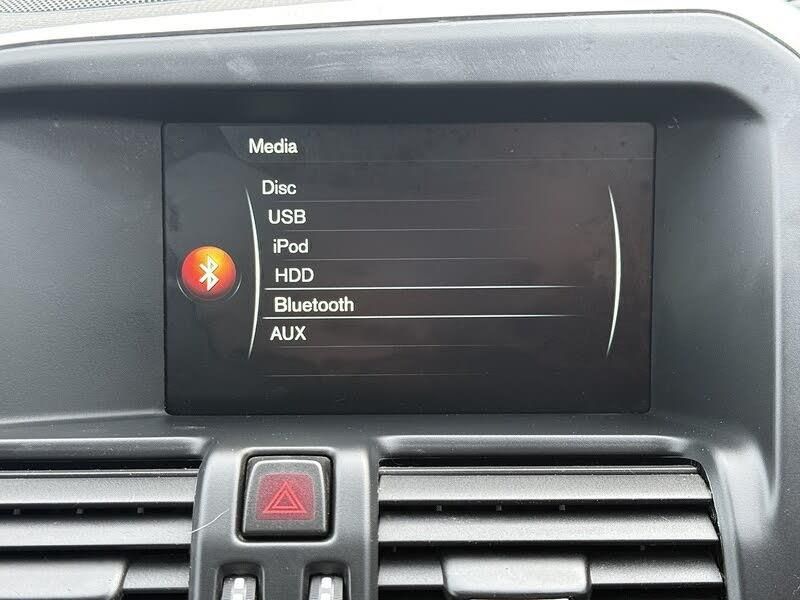 Media
Disc
USB
iPod
HDD
Bluetooth
AUX